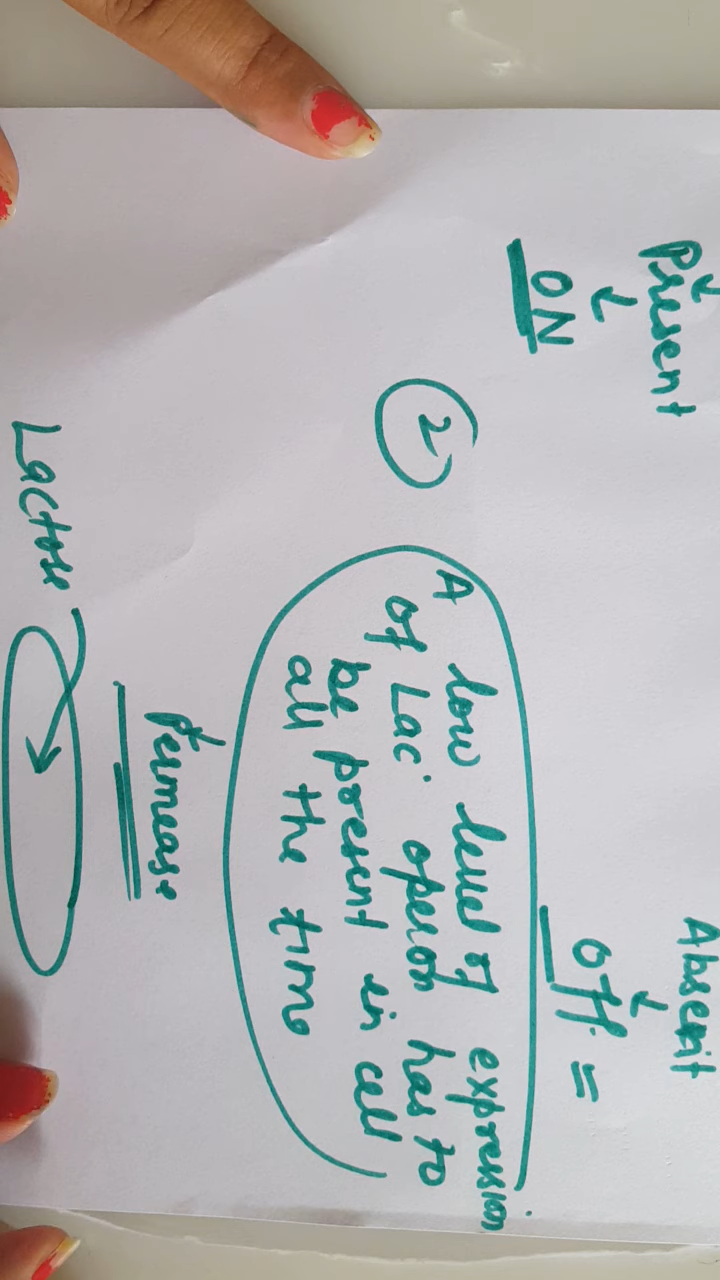 Present
Absent
ON
Off =
2
A low level of expression
of Lac operon has to
be present in cell
all the time
Permease
Lactose